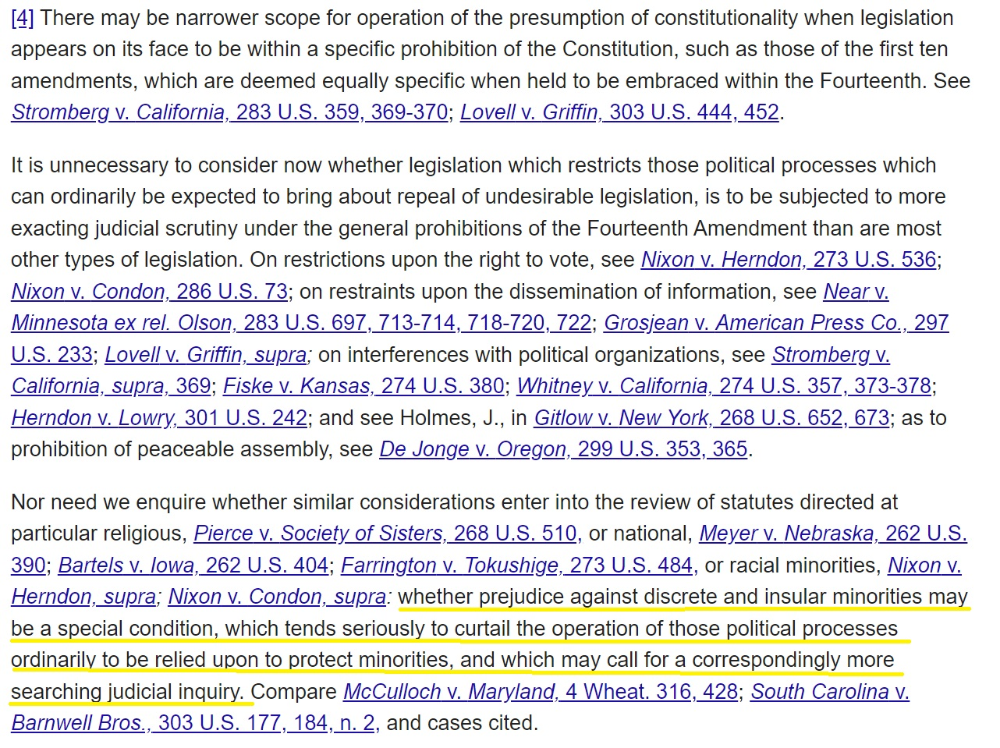 [4] There may be narrower scope for operation of the presumption of constitutionality when legislation
appears on its face to be within a specific prohibition of the Constitution, such as those of the first ten
amendments, which are deemed equally specific when held to be embraced within the Fourteenth. See
Stromberg v. California, 283 U.S. 359, 369-370; Lovell v. Griffin, 303 U.S. 444, 452.
It is unnecessary to consider now whether legislation which restricts those political processes which
can ordinarily be expected to bring about repeal of undesirable legislation, is to be subjected to more
exacting judicial scrutiny under the general prohibitions of the Fourteenth Amendment than are most
other types of legislation. On restrictions upon the right to vote, see Nixon v. Herndon, 273 U.S. 536;
Nixon v. Condon, 286 U.S. 73; on restraints upon the dissemination of information, see Near v.
Minnesota ex rel. Olson, 283 U.S. 697, 713-714, 718-720, 722; Grosjean v. American Press Co., 297
U.S. 233; Lovell v. Griffin, supra; on interferences with political organizations, see Stromberg v.
California, supra, 369; Fiske v. Kansas, 274 U.S. 380; Whitney v. California, 274 U.S. 357, 373-378;
Herndon v. Lowry, 301 U.S. 242; and see Holmes, J., in Gitlow v. New York, 268 U.S. 652, 673; as to
prohibition of peaceable assembly, see De Jonge v. Oregon, 299 U.S. 353, 365.
Nor need we enquire whether similar considerations enter into the review of statutes directed at
particular religious, Pierce v. Society of Sisters, 268 U.S. 510, or national, Meyer v. Nebraska, 262 U.S.
390; Bartels v. Iowa, 262 U.S. 404; Farrington v. Tokushige, 273 U.S. 484, or racial minorities, Nixon v.
Herndon, supra; Nixon v. Condon, supra: whether prejudice against discrete and insular minorities may
be a special condition, which tends seriously to curtail the operation of those political processes
ordinarily to be relied upon to protect minorities, and which may call for a correspondingly more
searching judicial inquiry. Compare McCulloch v. Maryland, 4 Wheat. 316, 428; South Carolina v.
Barnwell Bros., 303 U.S. 177, 184, n. 2, and cases cited.